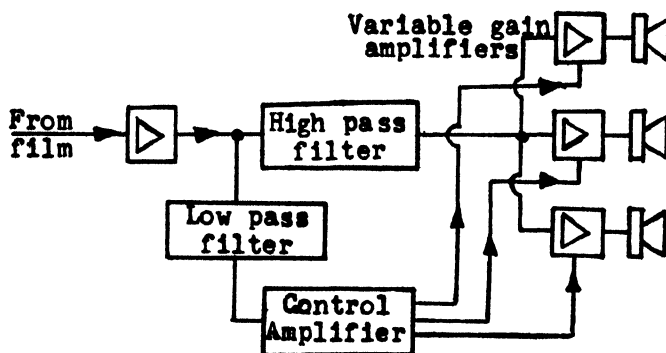 Variable gain
amplifiers
From
film
High pass
filter
Low pass
filter
Control
Amplifier